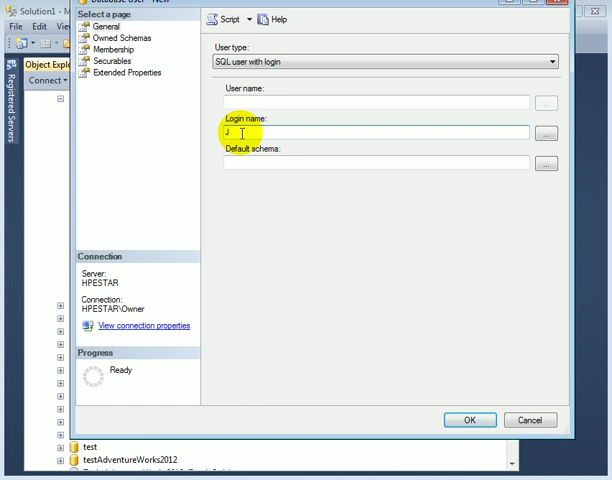 Solution1 - M
Database User - New
File Edit View
Select a page
Script Help
General
Owned Schemas
Membership
Securables
Extended Properties
User type:
SQL user with login
User name:
...
Login name:
J
...
Default schema:
...
Registered Servers
Object Explo
Connect
Connection
Server:
HPESTAR
Connection:
HPESTAR\Owner
View connection properties
Progress
Ready
OK Cancel
test
testAdventureWorks2012